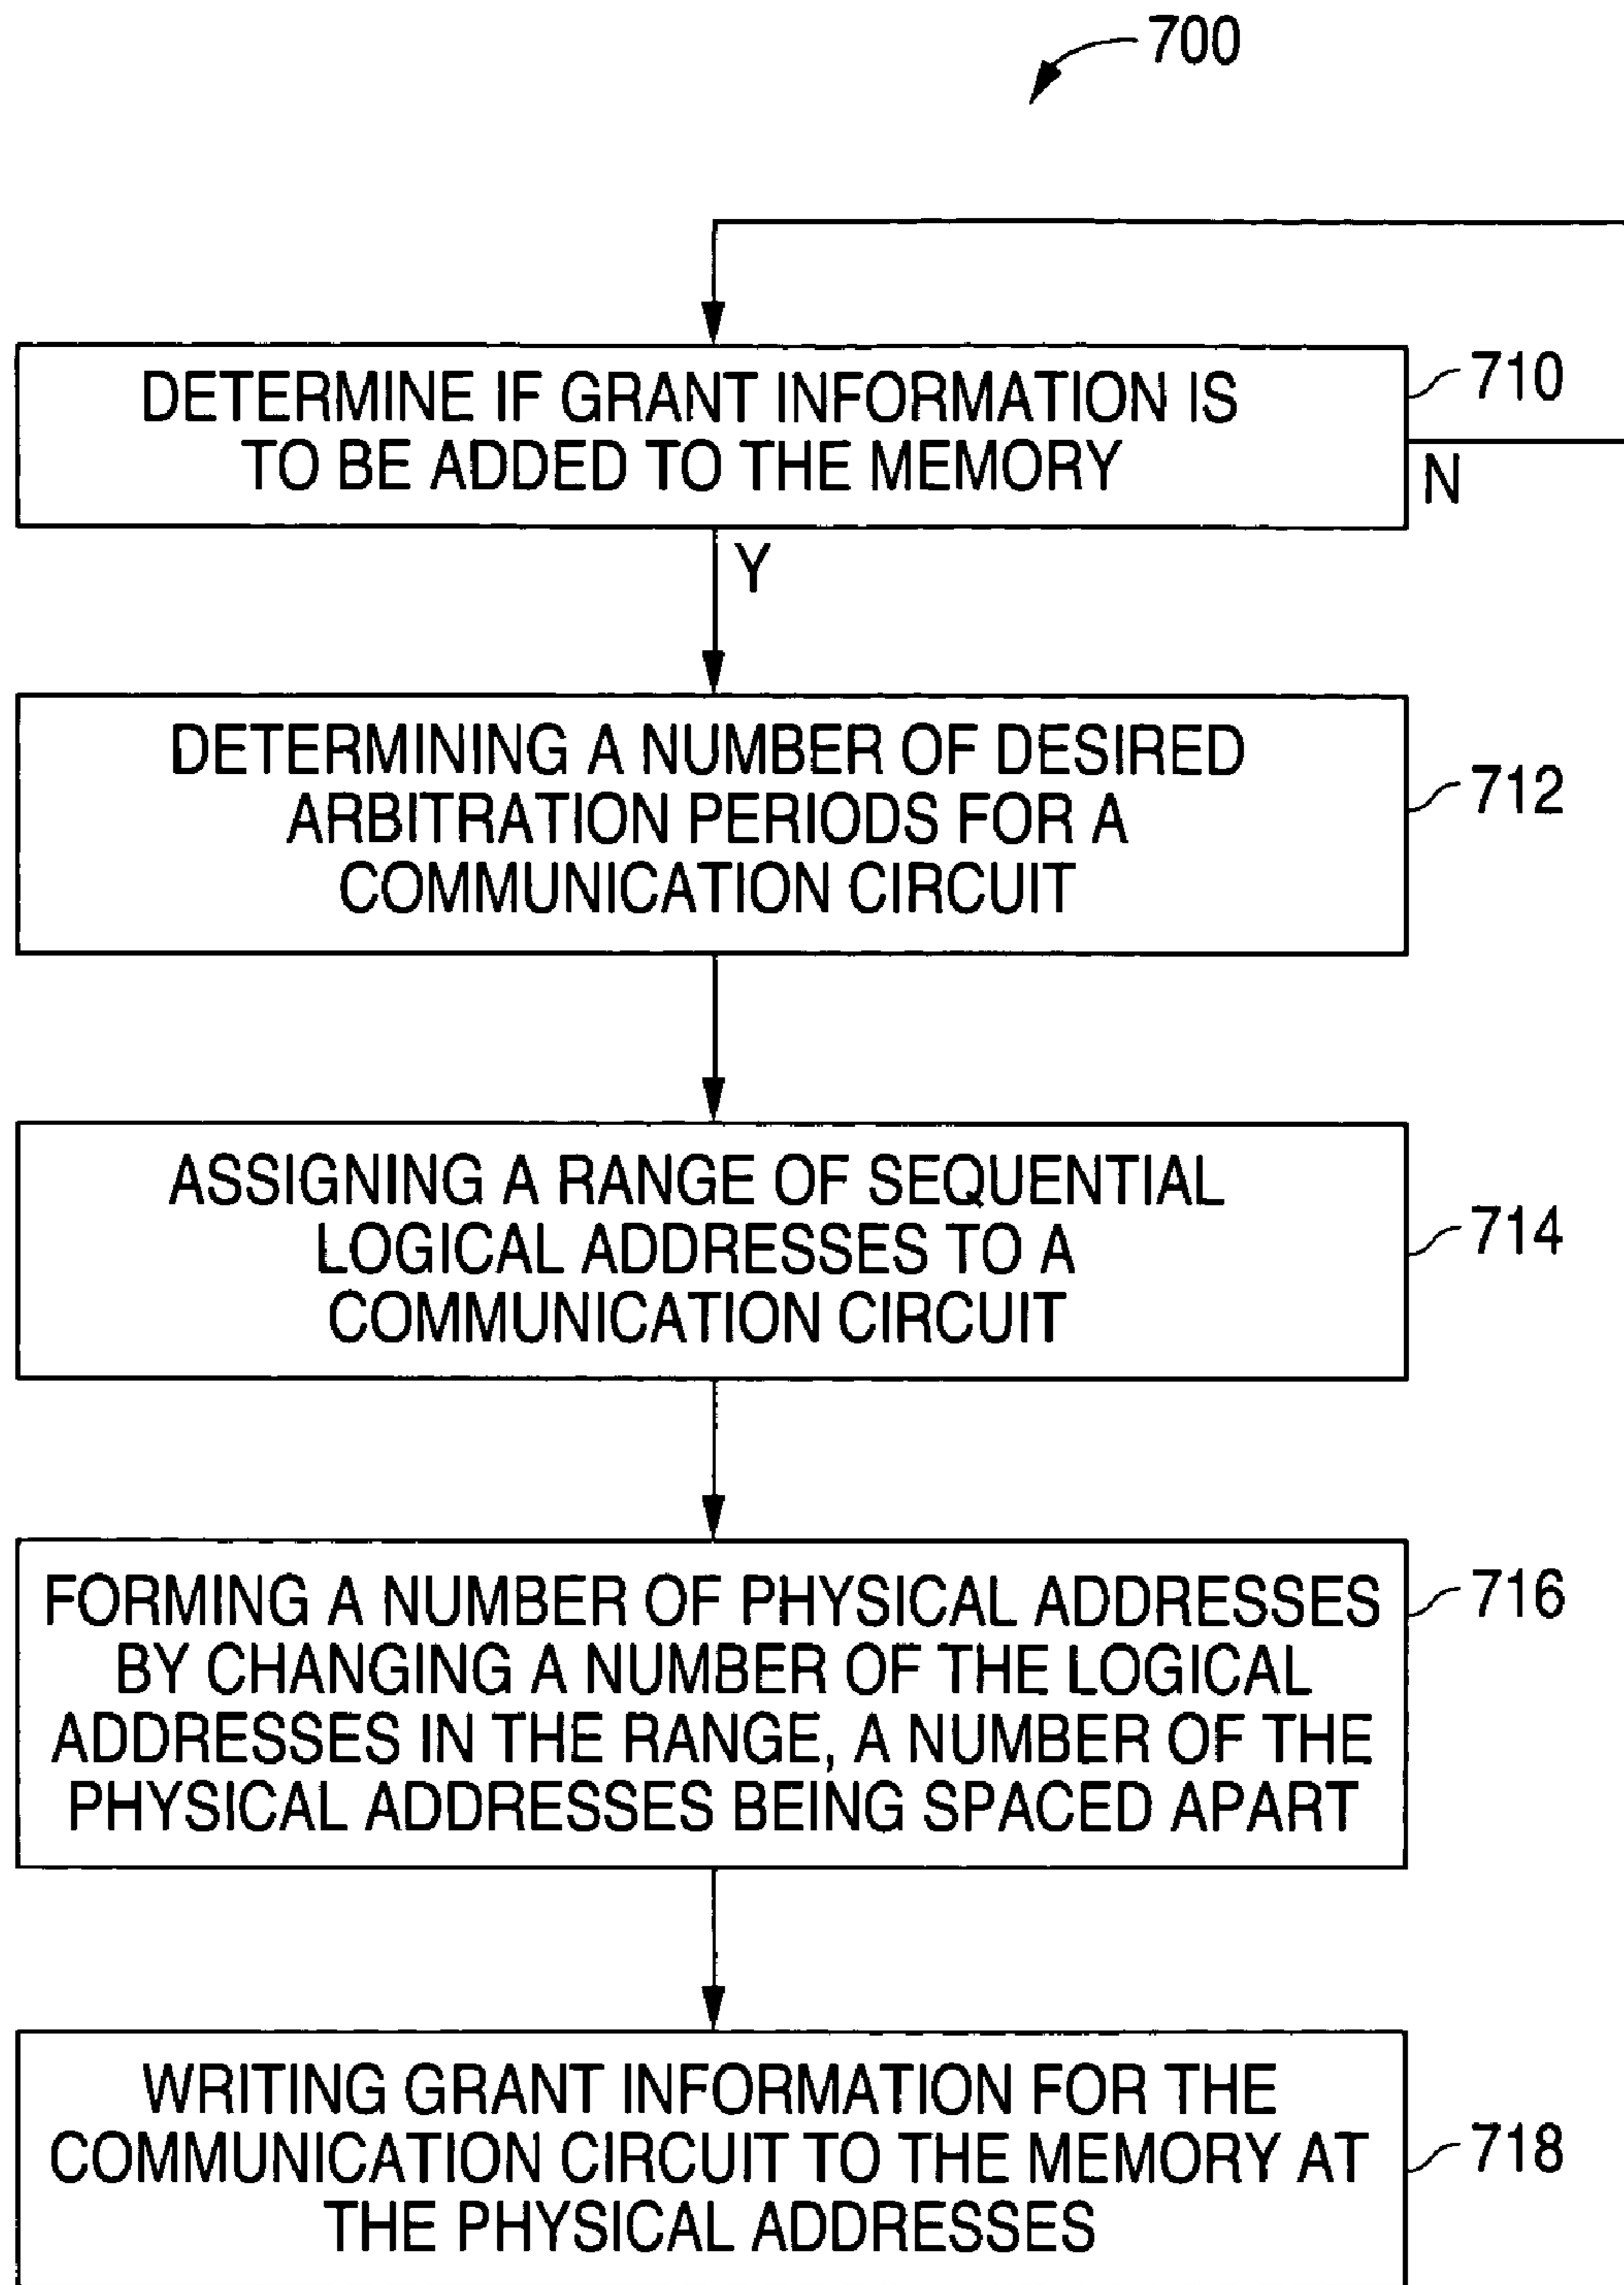 700
DETERMINE IF GRANT INFORMATION IS
TO BE ADDED TO THE MEMORY
710
N
Y
DETERMINING A NUMBER OF DESIRED
ARBITRATION PERIODS FOR A
COMMUNICATION CIRCUIT
712
ASSIGNING A RANGE OF SEQUENTIAL
LOGICAL ADDRESSES TO A
COMMUNICATION CIRCUIT
714
FORMING A NUMBER OF PHYSICAL ADDRESSES
BY CHANGING A NUMBER OF THE LOGICAL
ADDRESSES IN THE RANGE, A NUMBER OF THE
PHYSICAL ADDRESSES BEING SPACED APART
716
WRITING GRANT INFORMATION FOR THE
COMMUNICATION CIRCUIT TO THE MEMORY AT
THE PHYSICAL ADDRESSES
718